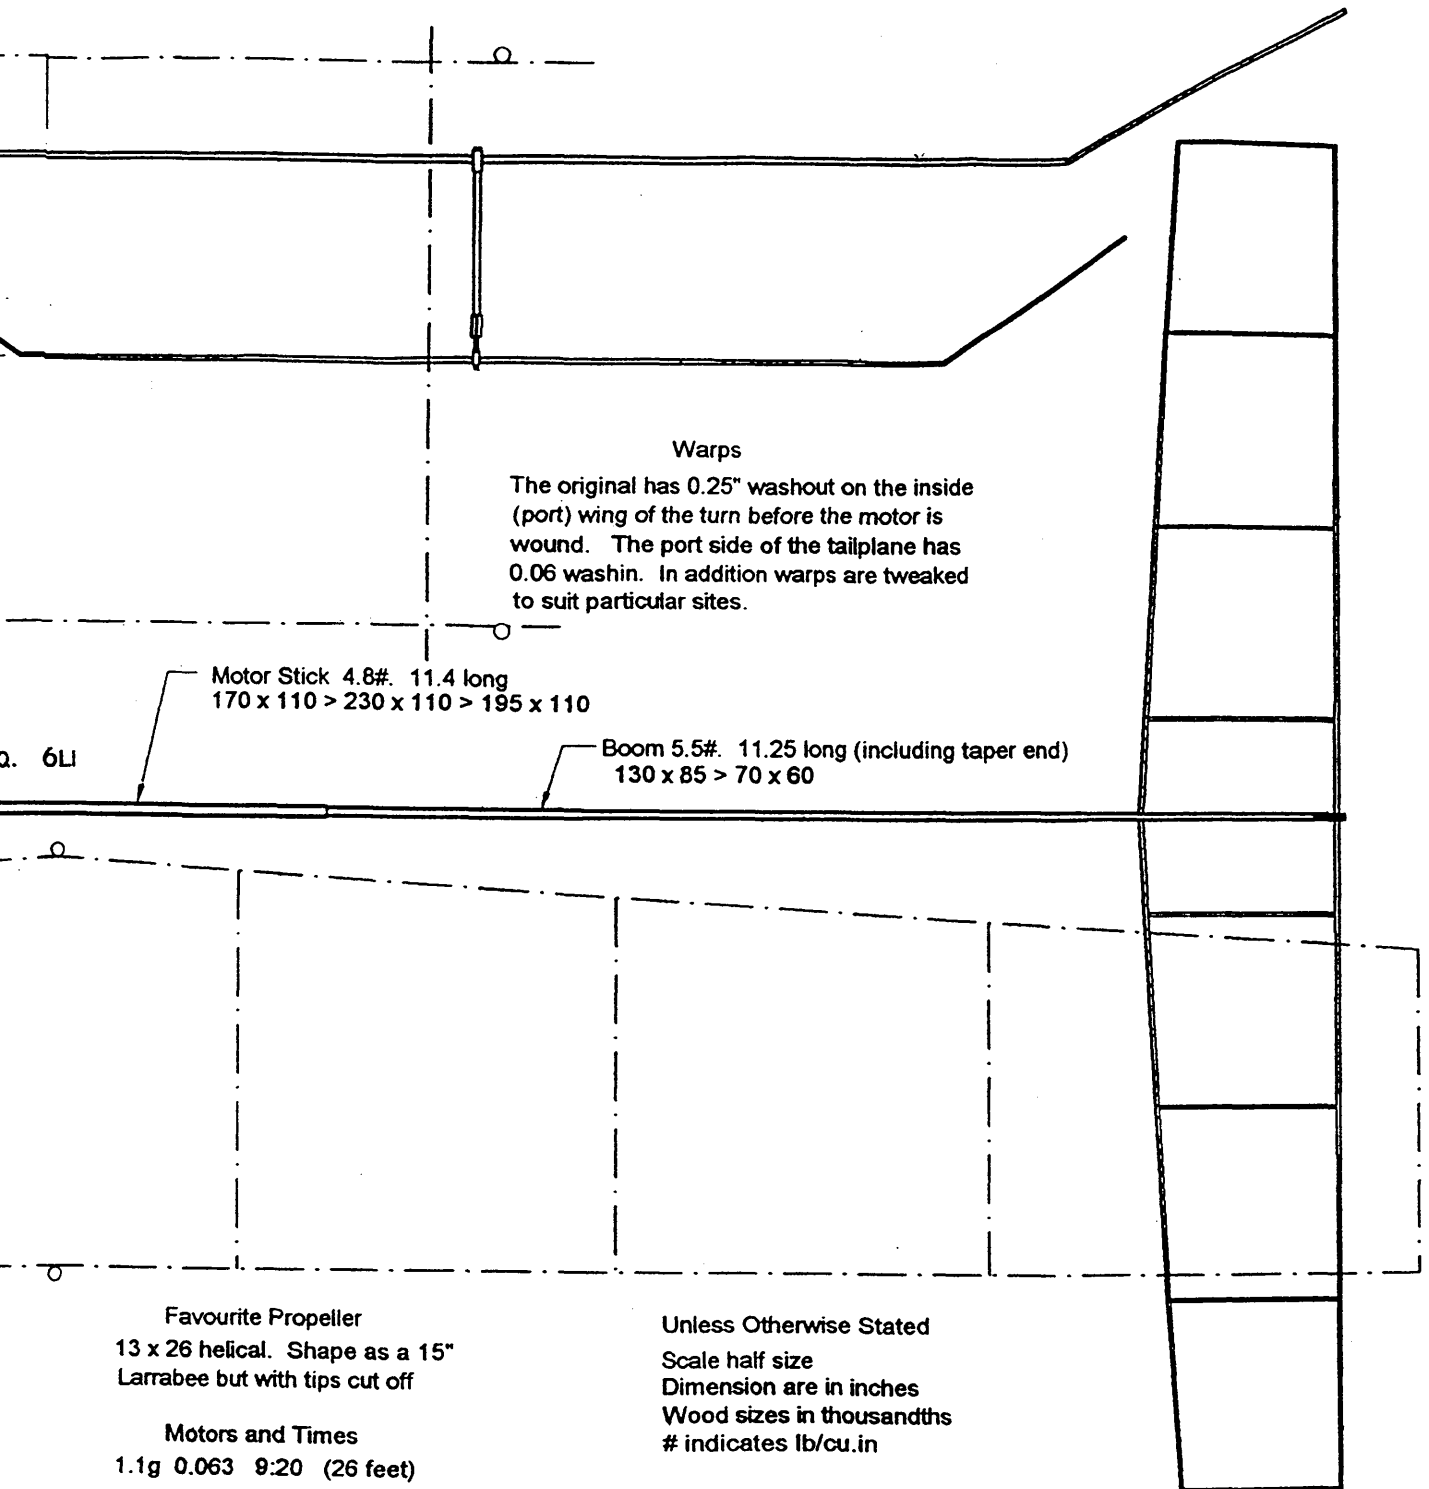 Warps
The original has 0.25" washout on the inside
(port) wing of the turn before the motor is
wound. The port side of the tailplane has
0.06 washin. In addition warps are tweaked
to suit particular sites.
Motor Stick 4.8#. 11.4 long
170 x 110 > 230 x 110 > 195 x 110
6LI
Boom 5.5#. 11.25 long (including taper end)
130 x 85 > 70 x 60
Favourite Propeller
13 x 26 helical. Shape as a 15"
Larrabee but with tips cut off
Motors and Times
1.1g 0.063 9:20 (26 feet)
Unless Otherwise Stated
Scale half size
Dimension are in inches
Wood sizes in thousandths
# indicates lb/cu.in